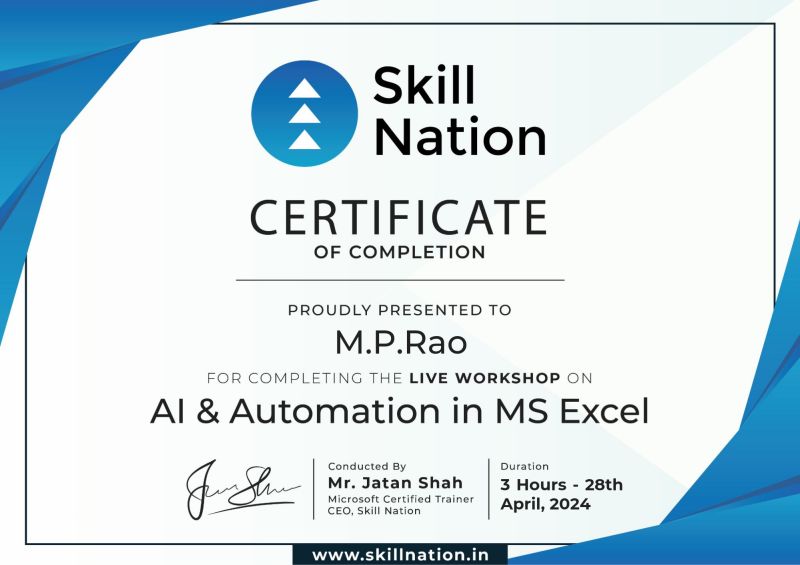 Skill
Nation
CERTIFICATE
OF COMPLETION
PROUDLY PRESENTED TO
M.P.Rao
FOR COMPLETING THE LIVE WORKSHOP ON
AI & Automation in MS Excel
Conducted By
Mr. Jatan Shah
Microsoft Certified Trainer
CEO, Skill Nation
Duration
3 Hours - 28th
April, 2024
www.skillnation.in